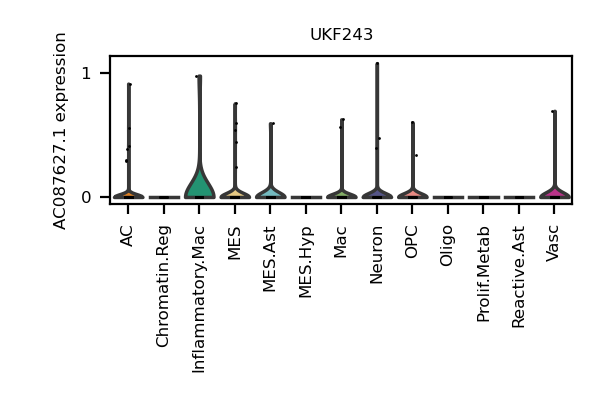 UKF243
AC087627.1 expression
1
0
AC
Chromatin.Reg
Inflammatory.Mac
MES
MES.Ast
MES.Hyp
Mac
Neuron
OPC
Oligo
Prolif.Metab
Reactive.Ast
Vasc